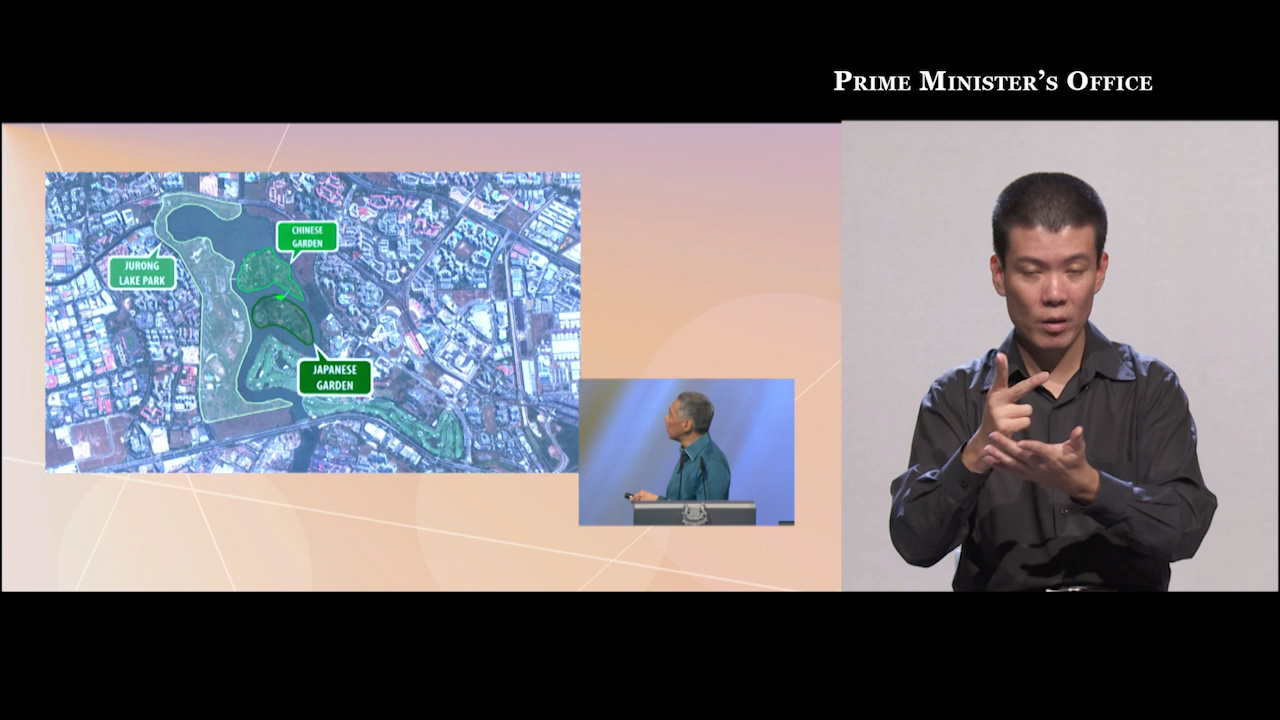 PRIME MINISTER'S OFFICE
CHINESE
GARDEN
JURONG
LAKE PARK
JAPANESE
GARDEN